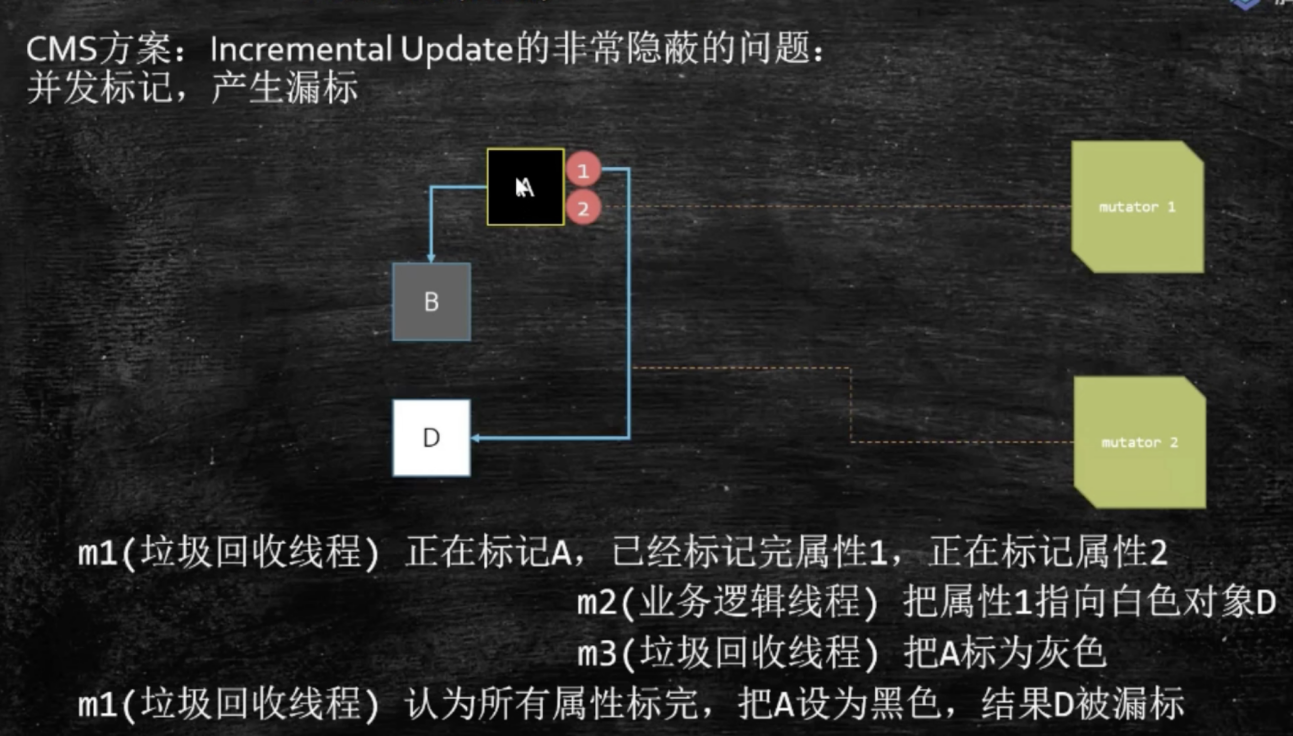 CMS方案：Incremental Update的非常隐蔽的问题：
并发标记，产生漏标
A
1
2
mutator 1
B
D
mutator 2
m1(垃圾回收线程) 正在标记A，已经标记完属性1，正在标记属性2
m2(业务逻辑线程) 把属性1指向白色对象D
m3(垃圾回收线程) 把A标为灰色
m1(垃圾回收线程) 认为所有属性标完，把A设为黑色，结果D被漏标